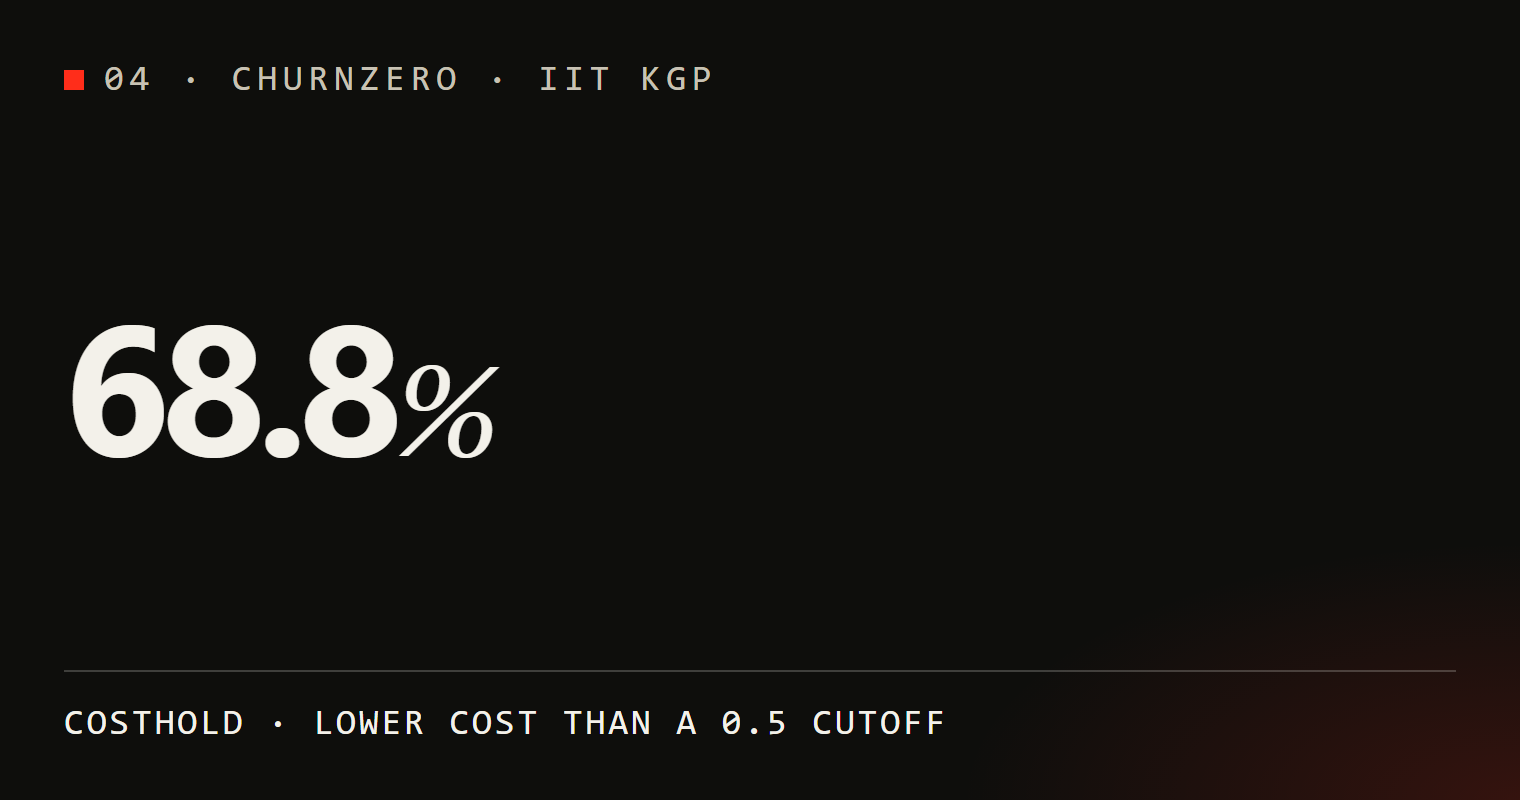 04 · CHURNZERO · IIT KGP
68.8%
COSTHOLD · LOWER COST THAN A 0.5 CUTOFF